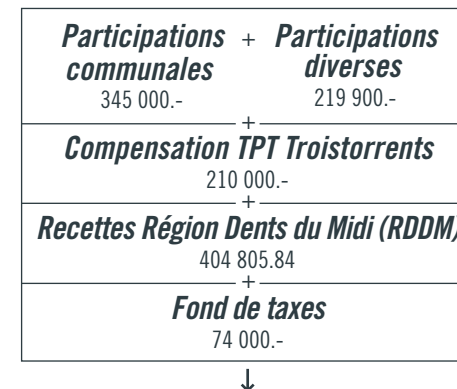 Participations + Participations
communales diverses
345 000.- 219 900.-
+
Compensation TPT Troistorrents
210 000.-
+
Recettes Région Dents du Midi (RDDM)
404 805.84
+
Fond de taxes
74 000.-
↓